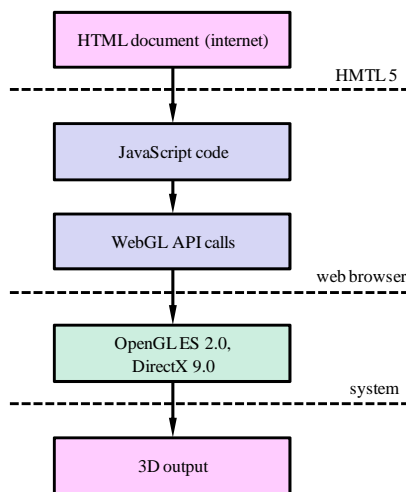 HTML document (internet)
HMTL 5
JavaScript code
WebGL API calls
web browser
OpenGL ES 2.0,
DirectX 9.0
system
3D output